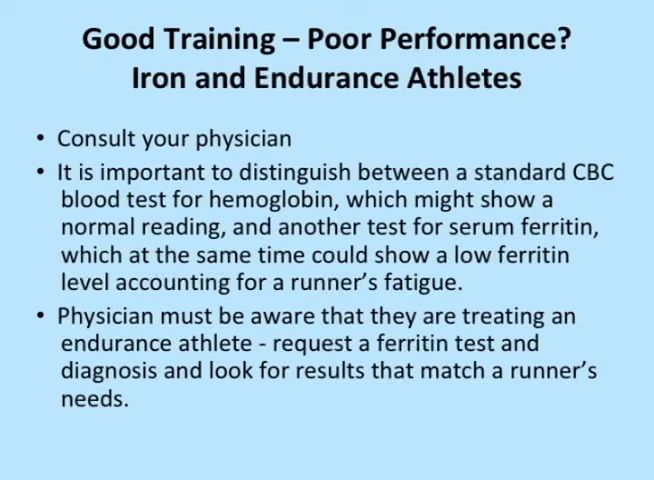 Good Training – Poor Performance?
Iron and Endurance Athletes
• Consult your physician
• It is important to distinguish between a standard CBC
blood test for hemoglobin, which might show a
normal reading, and another test for serum ferritin,
which at the same time could show a low ferritin
level accounting for a runner’s fatigue.
• Physician must be aware that they are treating an
endurance athlete - request a ferritin test and
diagnosis and look for results that match a runner’s
needs.